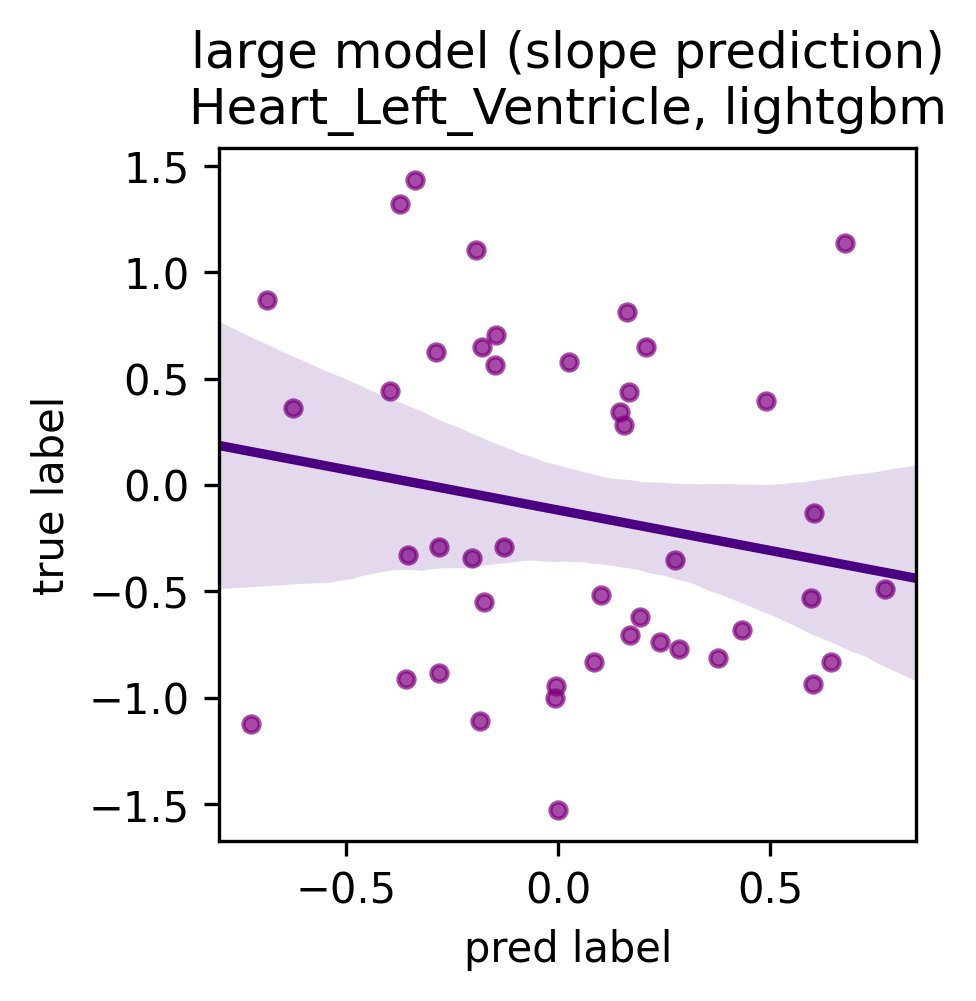 large model (slope prediction)
Heart_Left_Ventricle, lightgbm
1.5
1.0
0.5
0.0
−0.5
−1.0
−1.5
true label
−0.5
0.0
0.5
pred label